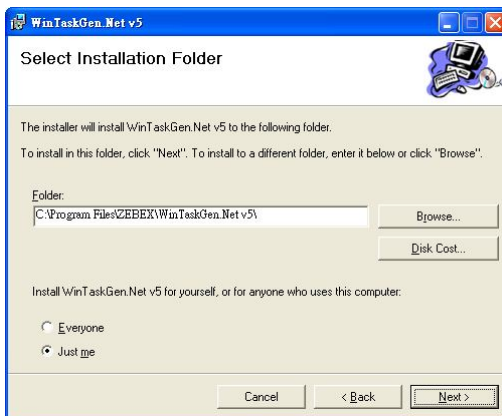 WinTaskGen.Net v5
Select Installation Folder
The installer will install WinTaskGen.Net v5 to the following folder.
To install in this folder, click "Next". To install to a different folder, enter it below or click "Browse".
Folder:
C:\Program Files\ZEBEX\WinTaskGen.Net v5\
Browse...
Disk Cost...
Install WinTaskGen.Net v5 for yourself, or for anyone who uses this computer:
Everyone
Just me
Cancel
< Back
Next >